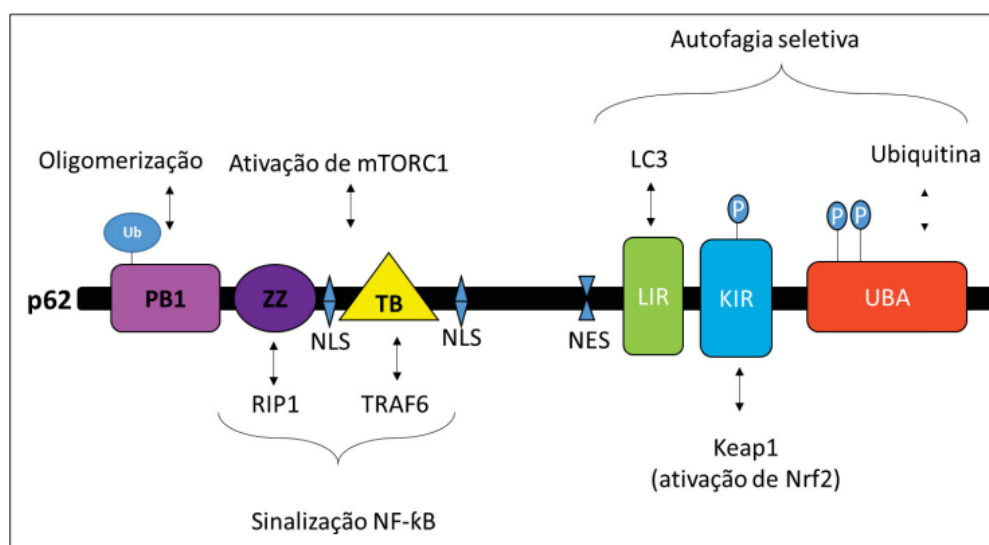 Autofagia seletiva
Oligomerização
Ativação de mTORC1
LC3
Ubiquitina
Ub
P
P P
p62
PB1
ZZ
TB
LIR
KIR
UBA
NLS
NLS
NES
RIP1
TRAF6
Keap1
(ativação de Nrf2)
Sinalização NF-ƙB